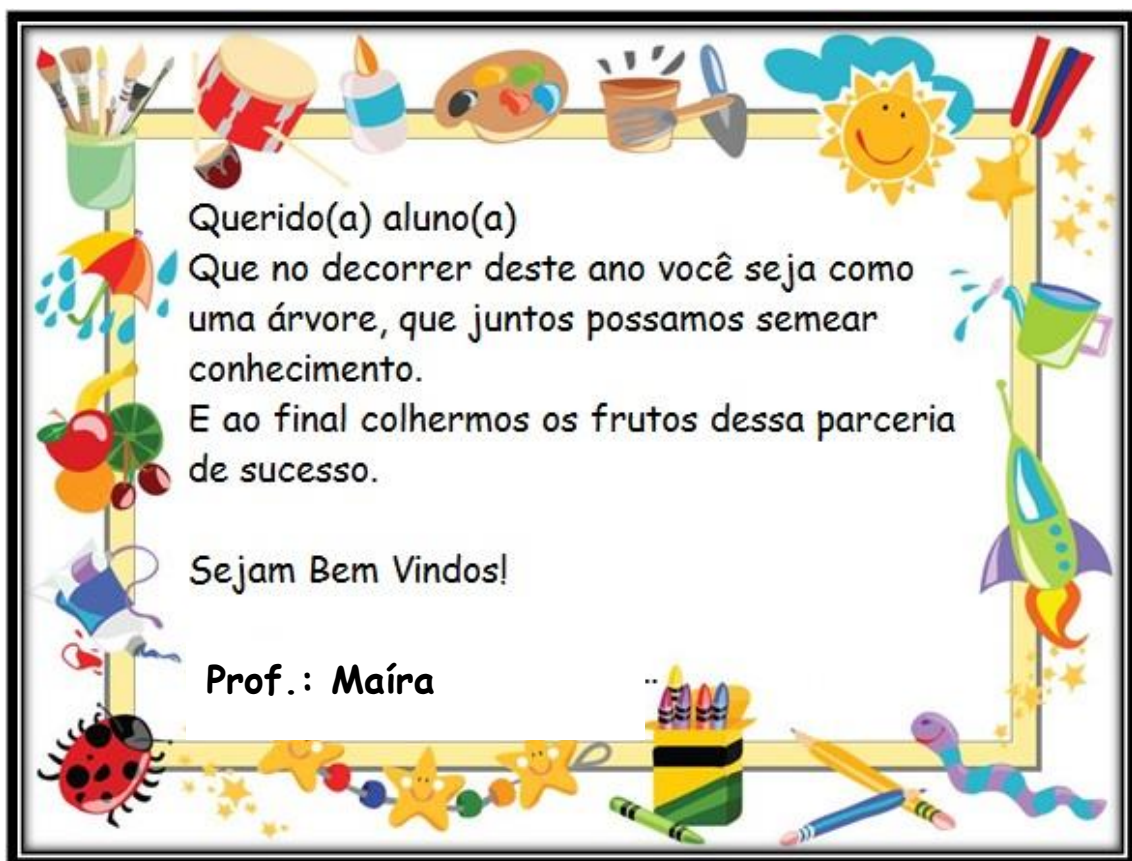 Querido(a) aluno(a)
Que no decorrer deste ano você seja como
uma árvore, que juntos possamos semear
conhecimento.
E ao final colhermos os frutos dessa parceria
de sucesso.
Sejam Bem Vindos!
Prof.: Maíra